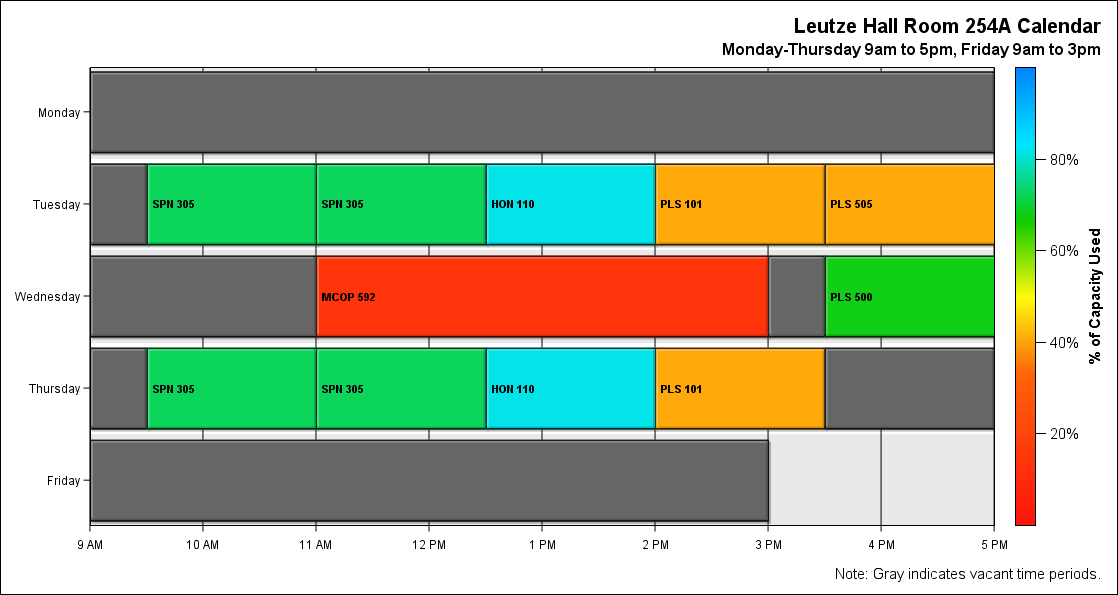 Leutze Hall Room 254A Calendar
Monday-Thursday 9am to 5pm, Friday 9am to 3pm
Monday
Tuesday
SPN 305
SPN 305
HON 110
PLS 101
PLS 505
Wednesday
MCOP 592
PLS 500
Thursday
SPN 305
SPN 305
HON 110
PLS 101
Friday
9 AM
10 AM
11 AM
12 PM
1 PM
2 PM
3 PM
4 PM
5 PM
80%
60%
40%
20%
% of Capacity Used
Note: Gray indicates vacant time periods.